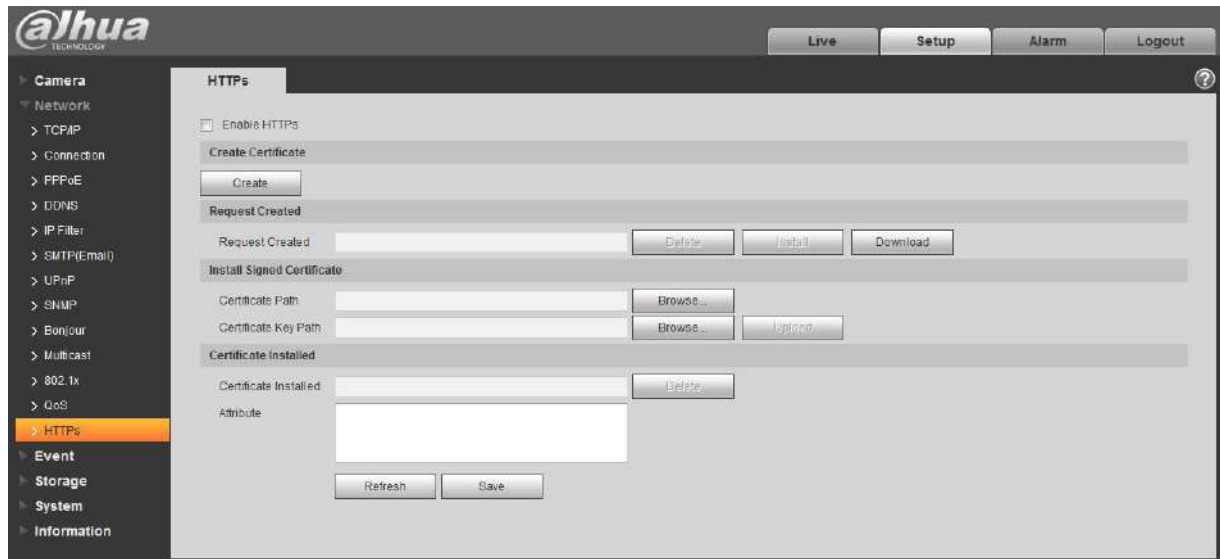 alhua
TECHNOLOGY
Live Setup Alarm Logout
Camera
Network
TCP/IP
Connection
PPPoE
DDNS
IP Filter
SMTP(Email)
UPnP
SNMP
Bonjour
Multicast
802.1x
QoS
HTTPs
Event
Storage
System
Information
HTTPs
?
Enable HTTPs
Create Certificate
Create
Request Created
Request Created Delete Install Download
Install Signed Certificate
Certificate Path Browse...
Certificate Key Path Browse... Upload
Certificate Installed
Certificate Installed Delete
Attribute
Refresh Save